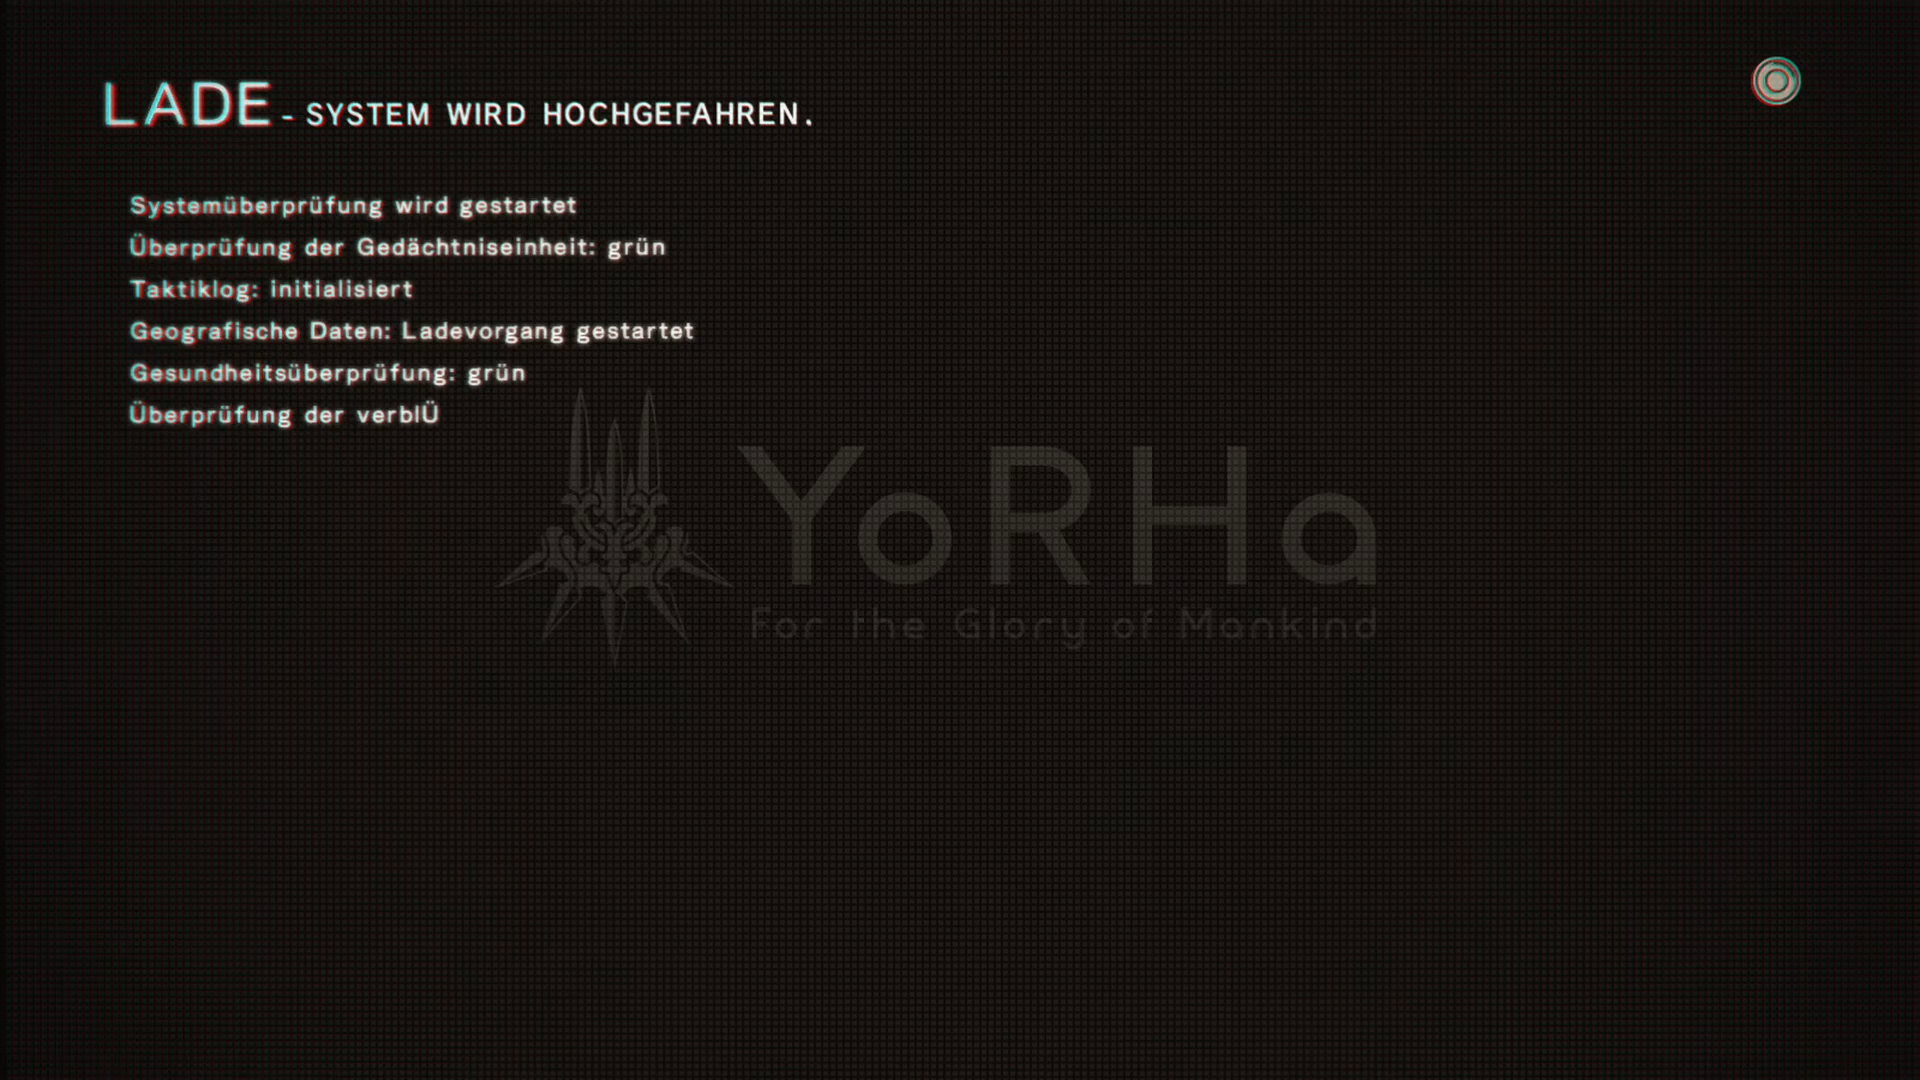 LADE - SYSTEM WIRD HOCHGEFAHREN.
Systemüberprüfung wird gestartet
Überprüfung der Gedächtniseinheit: grün
Taktiklog: initialisiert
Geografische Daten: Ladevorgang gestartet
Gesundheitsüberprüfung: grün
Überprüfung der verblÜ
YoRHa
For the Glory of Mankind